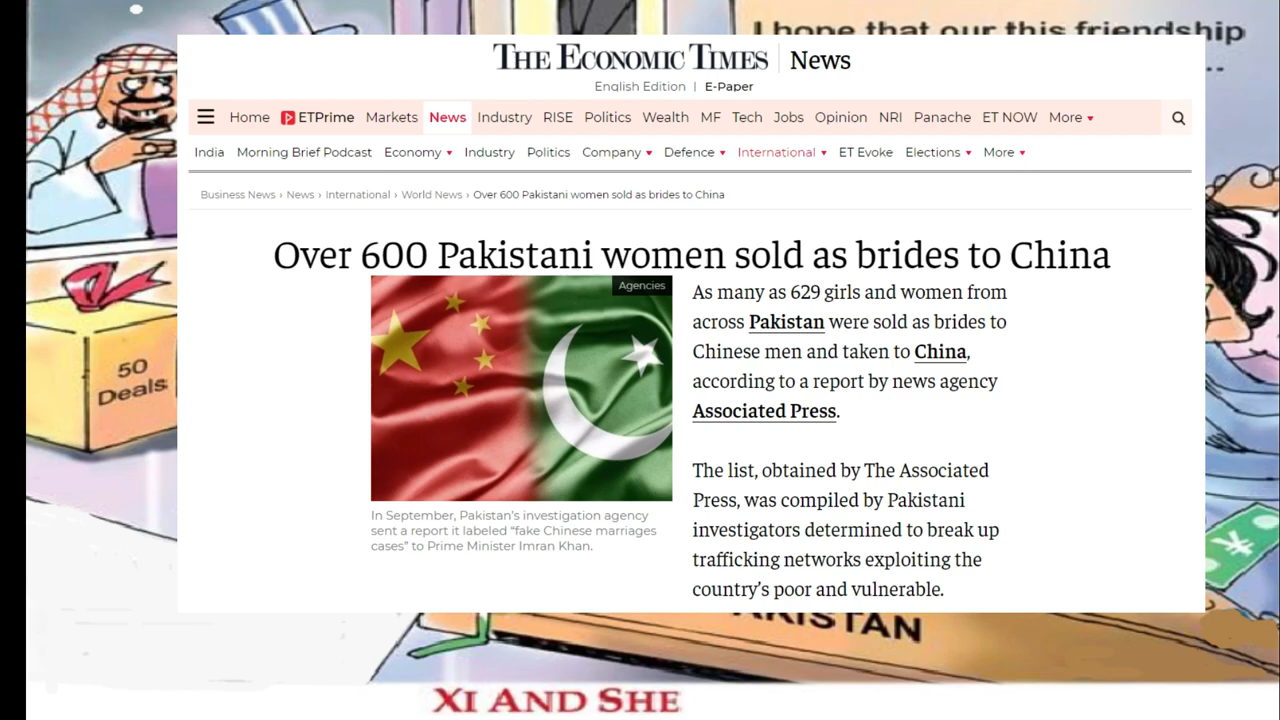 I hope that our this friendship
THE ECONOMIC TIMES | News
English Edition | E-Paper
Home ETPrime Markets News Industry RISE Politics Wealth MF Tech Jobs Opinion NRI Panache ET NOW More
India Morning Brief Podcast Economy Industry Politics Company Defence International ET Evoke Elections More
Business News › News › International › World News › Over 600 Pakistani women sold as brides to China
Over 600 Pakistani women sold as brides to China
Agencies
As many as 629 girls and women from
across Pakistan were sold as brides to
Chinese men and taken to China,
according to a report by news agency
Associated Press.
The list, obtained by The Associated
Press, was compiled by Pakistani
investigators determined to break up
trafficking networks exploiting the
country's poor and vulnerable.
In September, Pakistan's investigation agency
sent a report it labeled “fake Chinese marriages
cases” to Prime Minister Imran Khan.
50
Deals
¥
AKISTAN
XI AND SHE